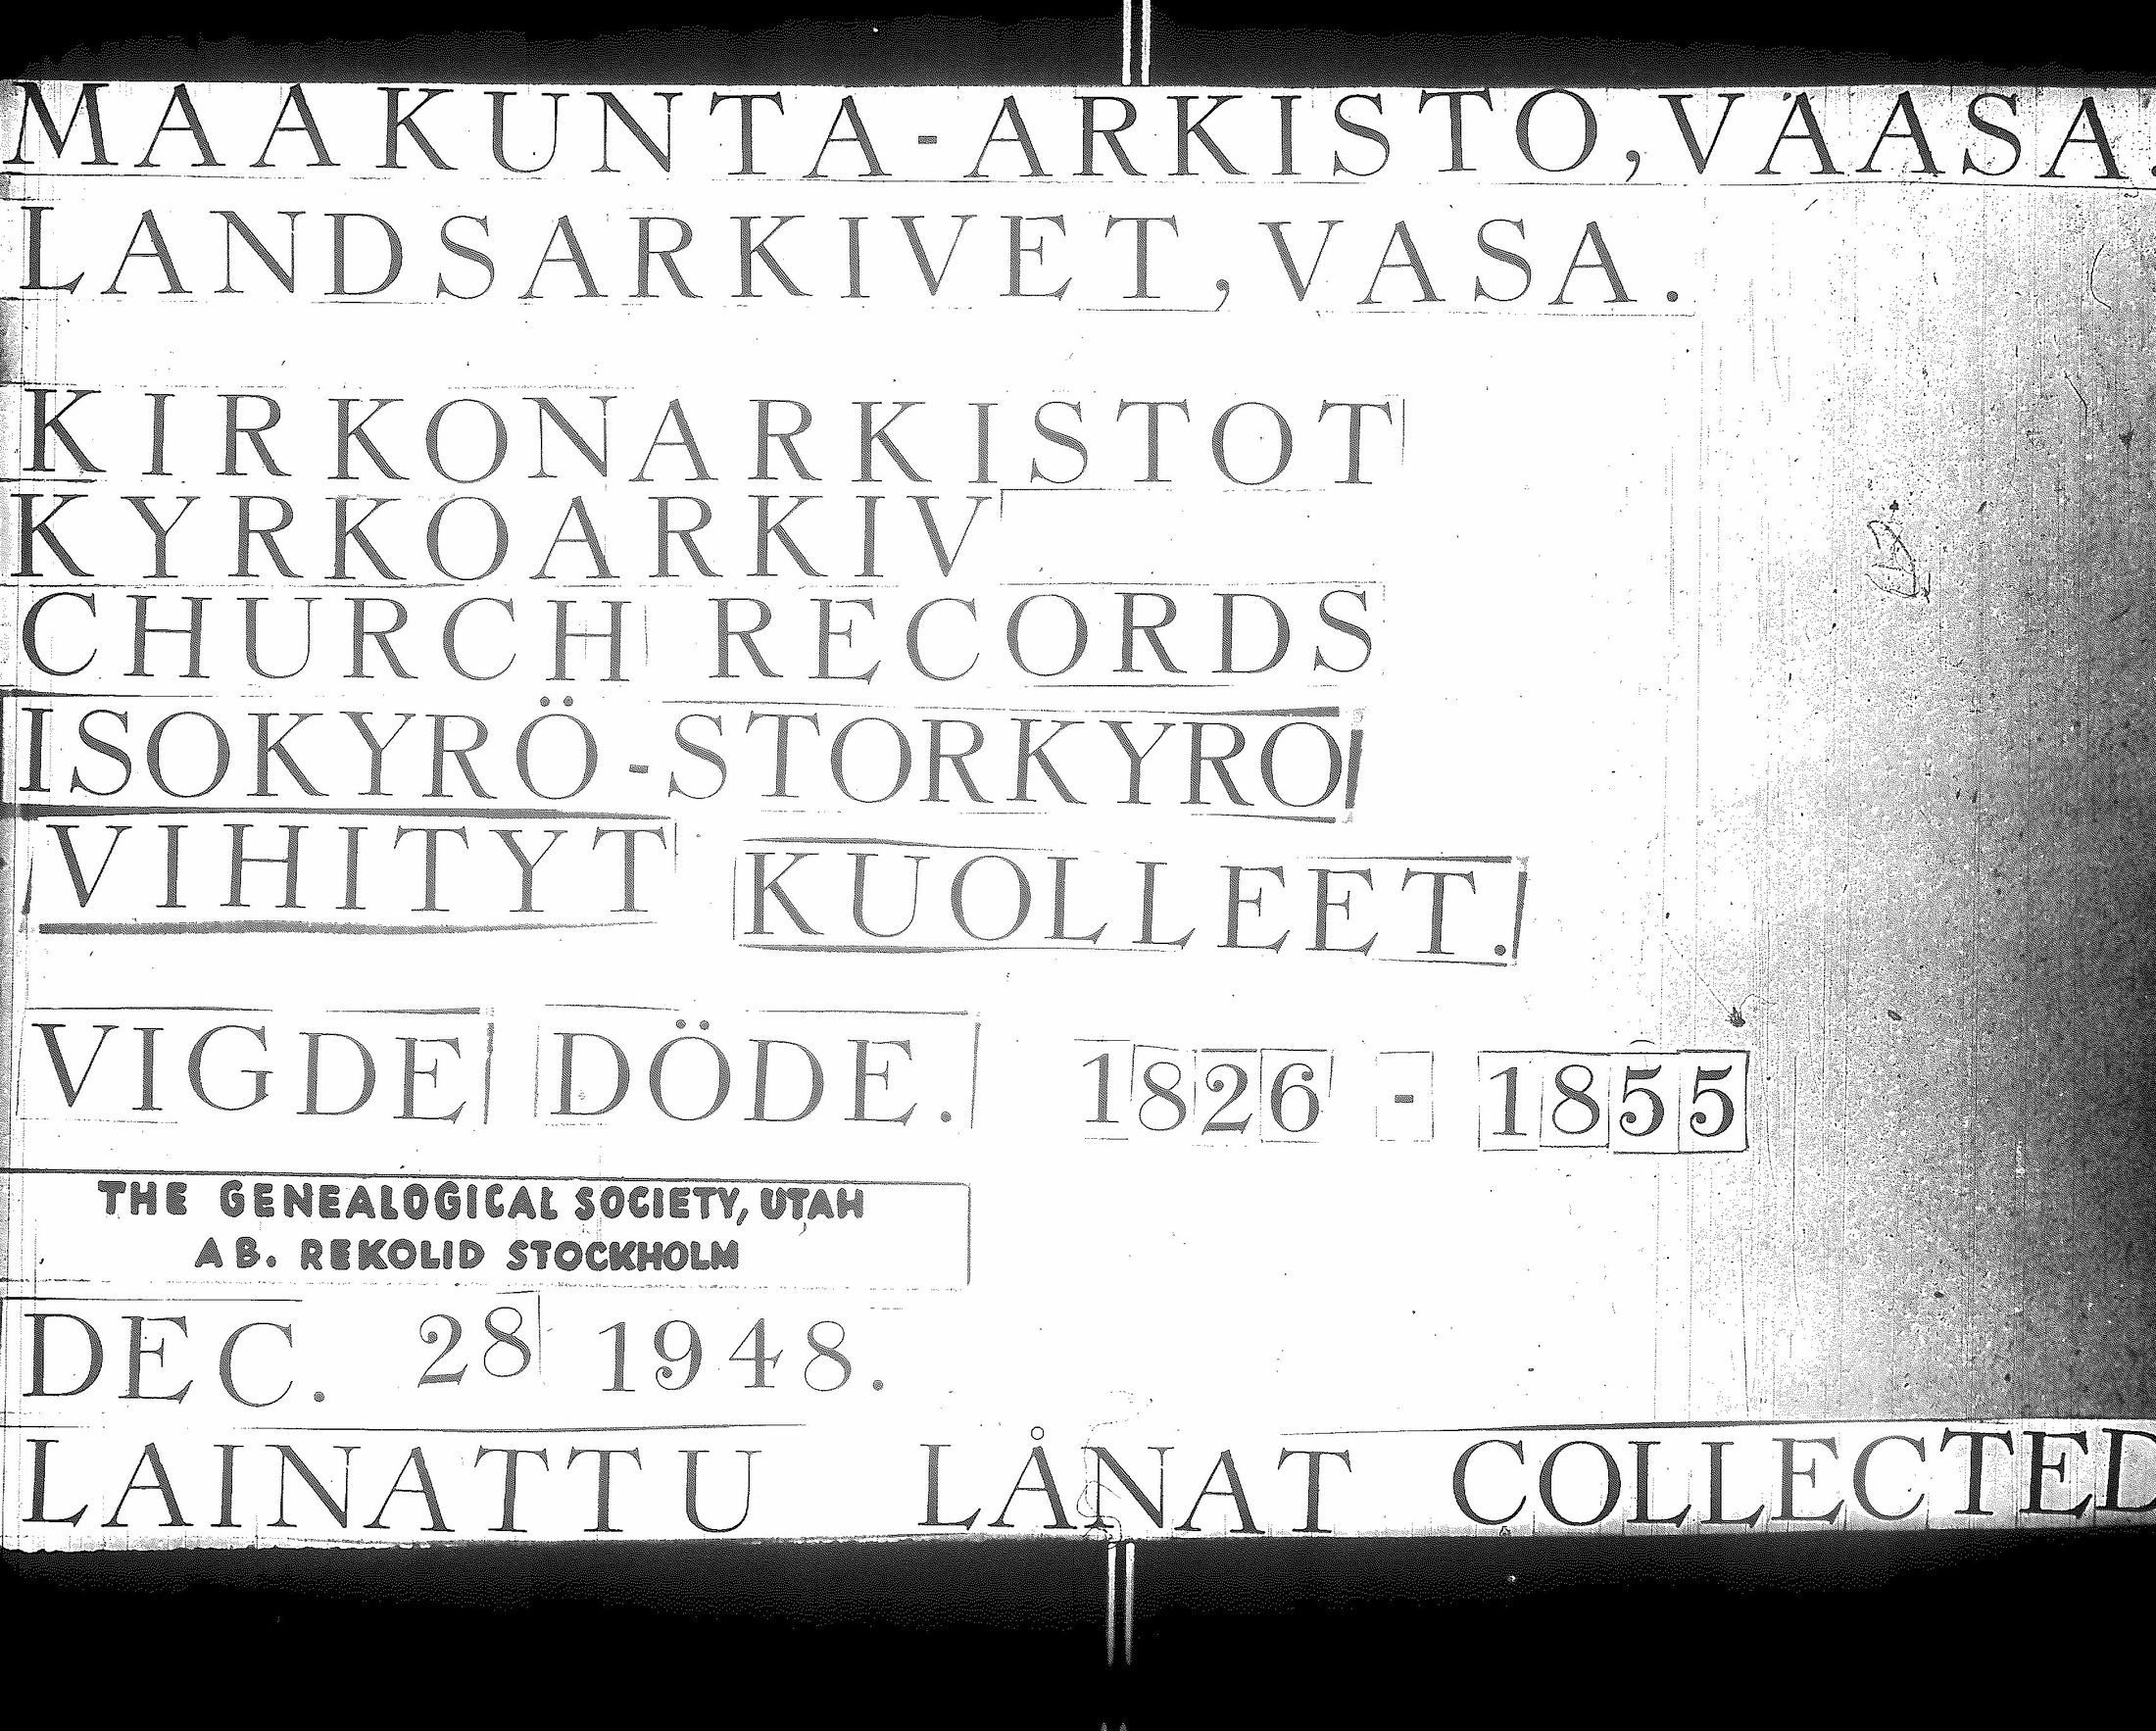 MAAKUNTA-ARKISTO, VAASA.
LANDSARKIVET, VASA.
KIRKONARKISTOT
KYRKOARKIV
CHURCH RECORDS
ISOKYRÖ-STORKYRO
VIHITYT KUOLLEET.
VIGDE DÖDE. 1826 - 1855
THE GENEALOGICAL SOCIETY, UTAH
AB. REKOLID STOCKHOLM
DEC. 28 1948.
LAINATTU LÅNAT COLLECTED